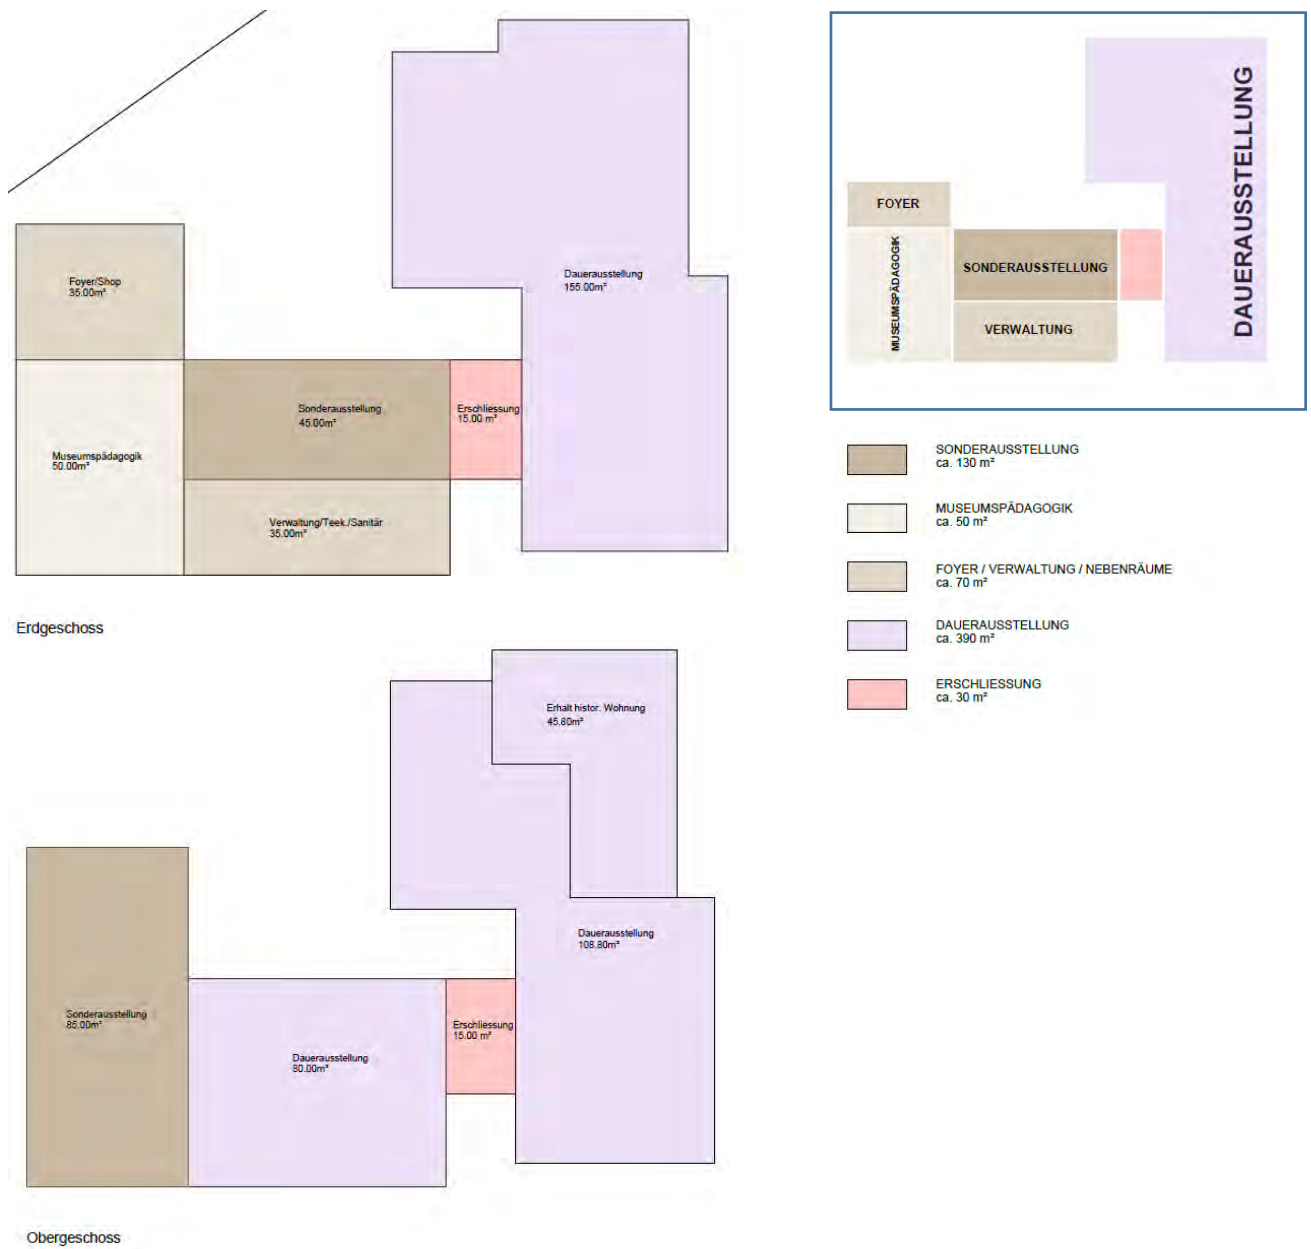 Foyer/Shop
35.00m²
Dauerausstellung
155.00m²
Sonderausstellung
45.00m²
Erschliessung
15.00 m²
Museumspädagogik
50.00m²
Verwaltung/Teek./Sanitär
35.00m²
Erdgeschoss
FOYER
MUSEUMSPÄDAGOGIK
SONDERAUSSTELLUNG
VERWALTUNG
DAUERAUSSTELLUNG
SONDERAUSSTELLUNG
ca. 130 m²
MUSEUMSPÄDAGOGIK
ca. 50 m²
FOYER / VERWALTUNG / NEBENRÄUME
ca. 70 m²
DAUERAUSSTELLUNG
ca. 390 m²
ERSCHLIESSUNG
ca. 30 m²
Erhalt histor. Wohnung
45.80m²
Dauerausstellung
108.80m²
Sonderausstellung
85.00m²
Erschliessung
15.00 m²
Dauerausstellung
80.00m²
Obergeschoss